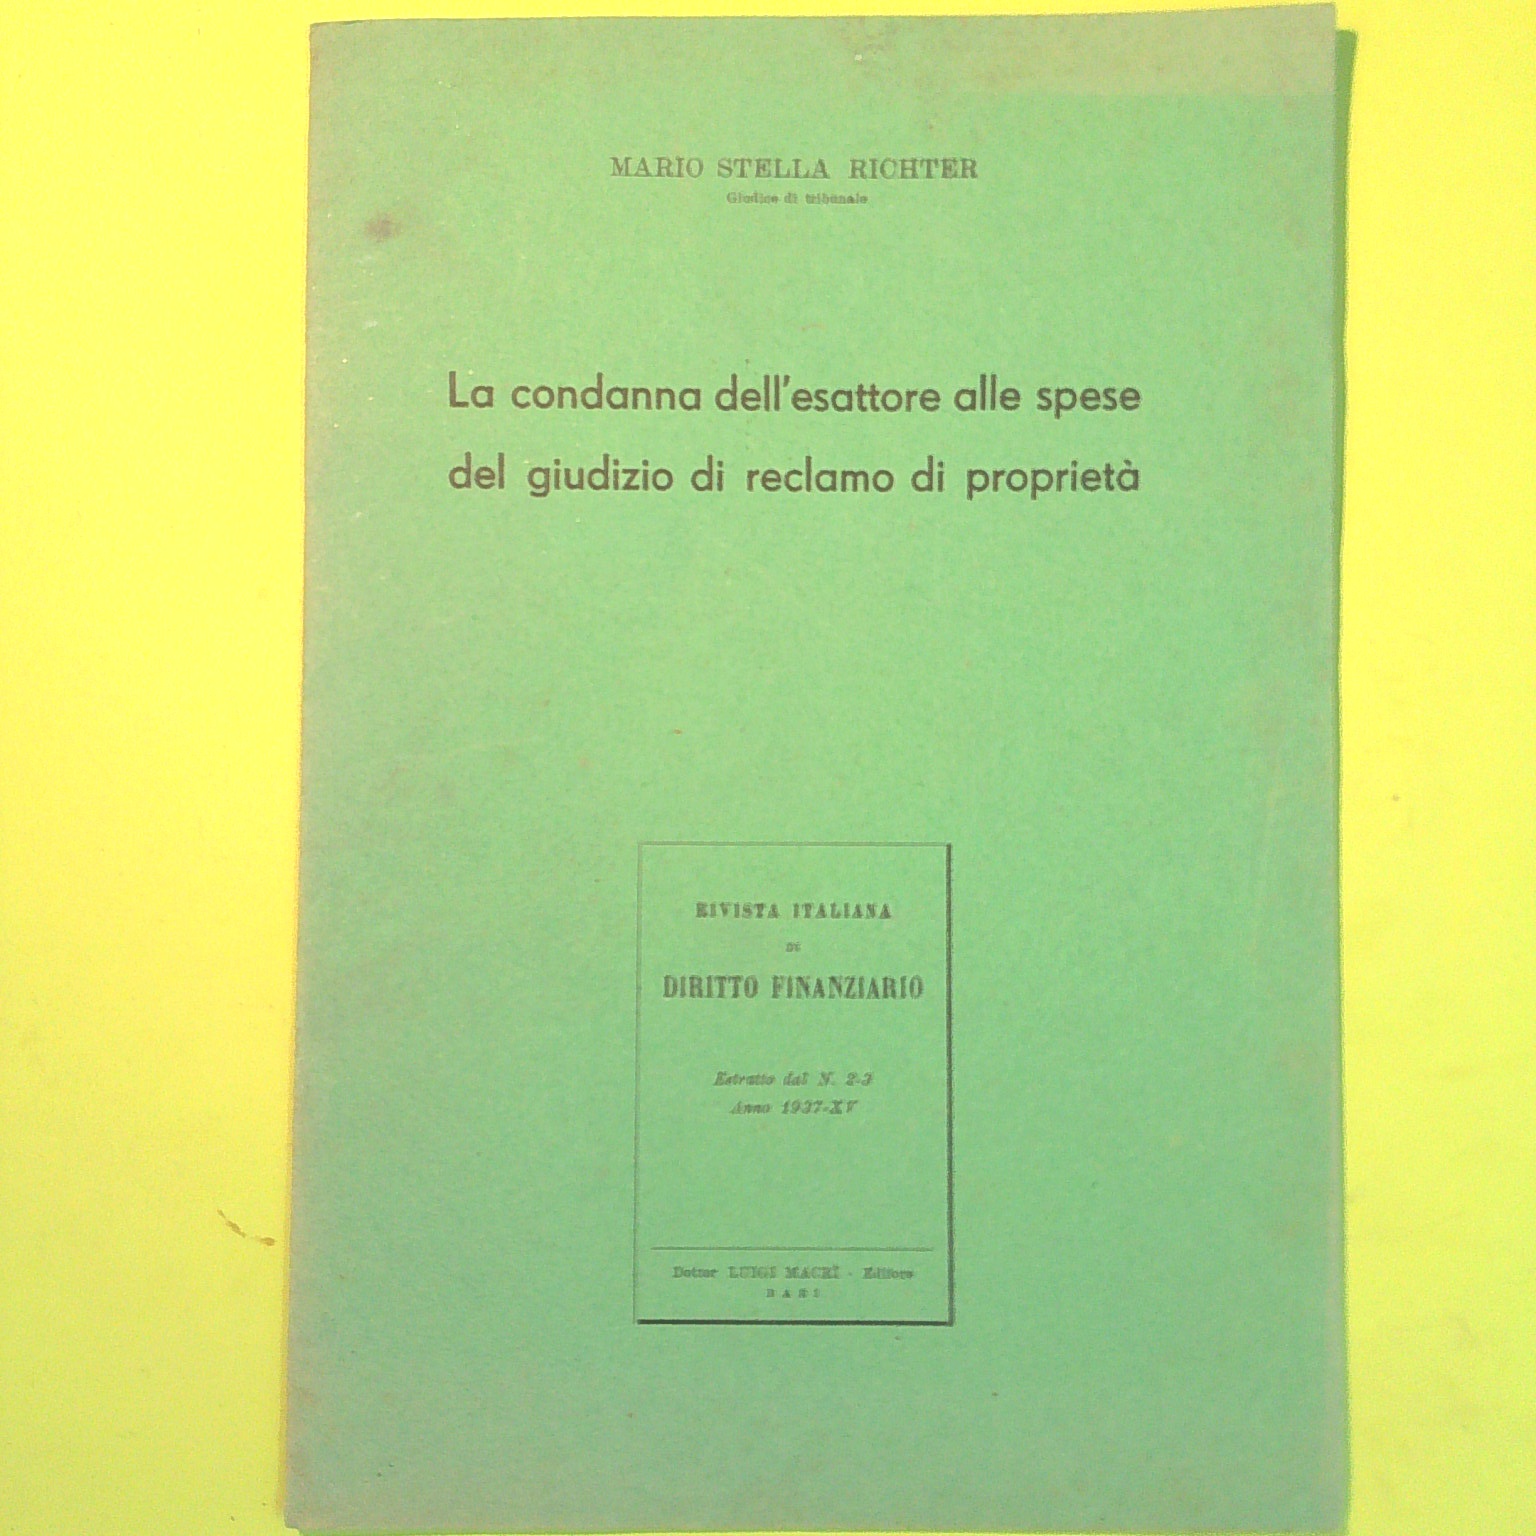 MARIO STELLA RICHTER
Giudice di tribunale
La condanna dell'esattore alle spese
del giudizio di reclamo di proprietà
RIVISTA ITALIANA
DI
DIRITTO FINANZIARIO
Estratto dal N. 2-3
Anno 1937-XV
Dottor LUIGI MACRÌ - Editore
BARI